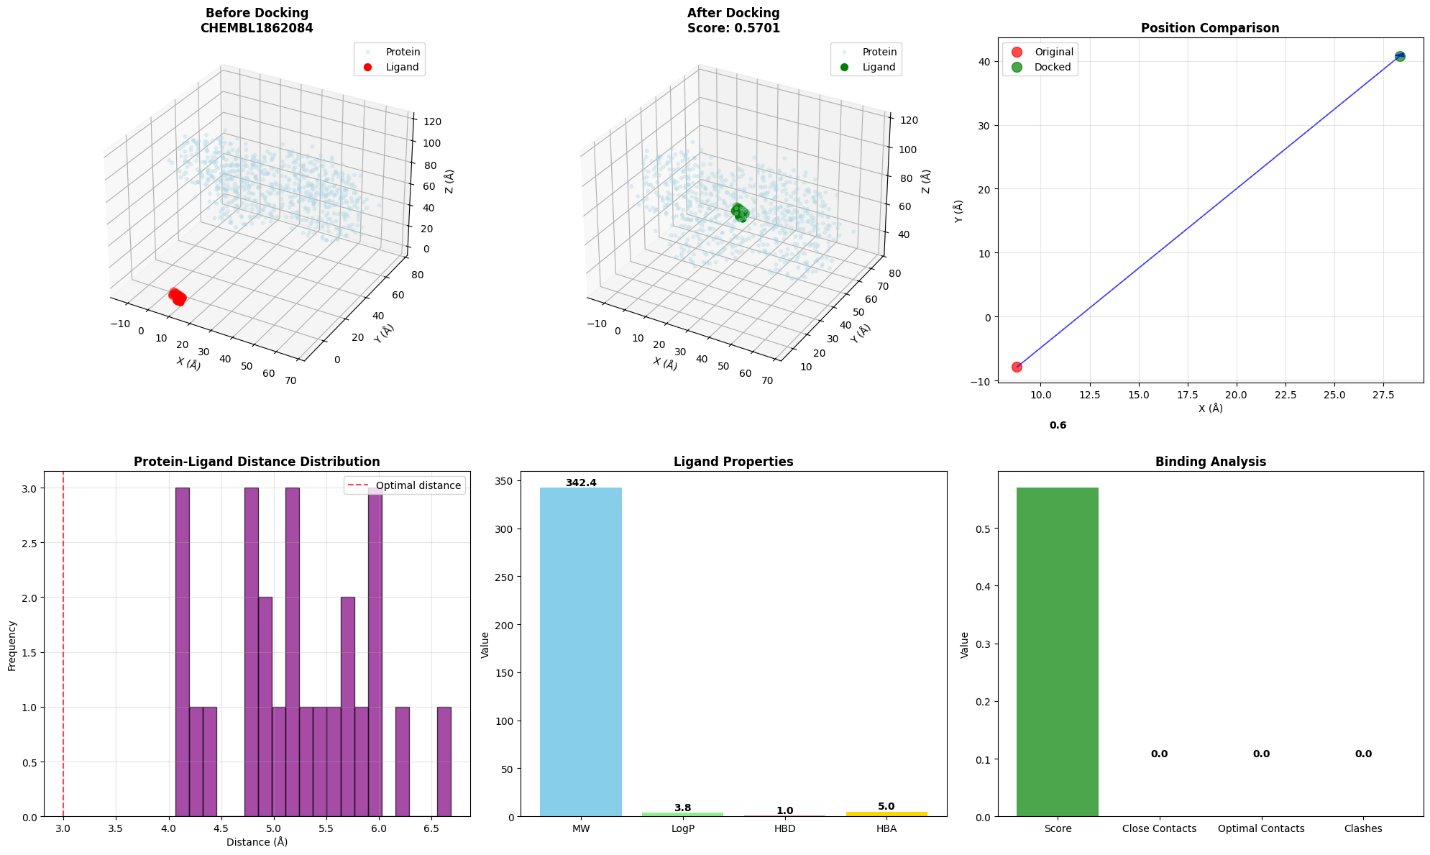 Before Docking
CHEMBL1862084
Protein
Ligand
120
100
80
60
40
20
0
Z (Å)
80
60
40
20
0
Y (Å)
−10
0
10
20
30
40
50
60
70
X (Å)
After Docking
Score: 0.5701
Protein
Ligand
120
100
80
60
40
Z (Å)
80
70
60
50
40
30
20
10
Y (Å)
−10
0
10
20
30
40
50
60
70
X (Å)
Position Comparison
Original
Docked
40
30
20
10
0
−10
Y (Å)
10.0 12.5 15.0 17.5 20.0 22.5 25.0 27.5
X (Å)
Protein-Ligand Distance Distribution
Optimal distance
3.0
2.5
2.0
1.5
1.0
0.5
0.0
Frequency
3.0 3.5 4.0 4.5 5.0 5.5 6.0 6.5
Distance (Å)
Ligand Properties
350
300
250
200
150
100
50
0
Value
342.4
3.8
1.0
5.0
MW LogP HBD HBA
0.6
Binding Analysis
0.5
0.4
0.3
0.2
0.1
0.0
Value
0.0 0.0 0.0
Score Close Contacts Optimal Contacts Clashes